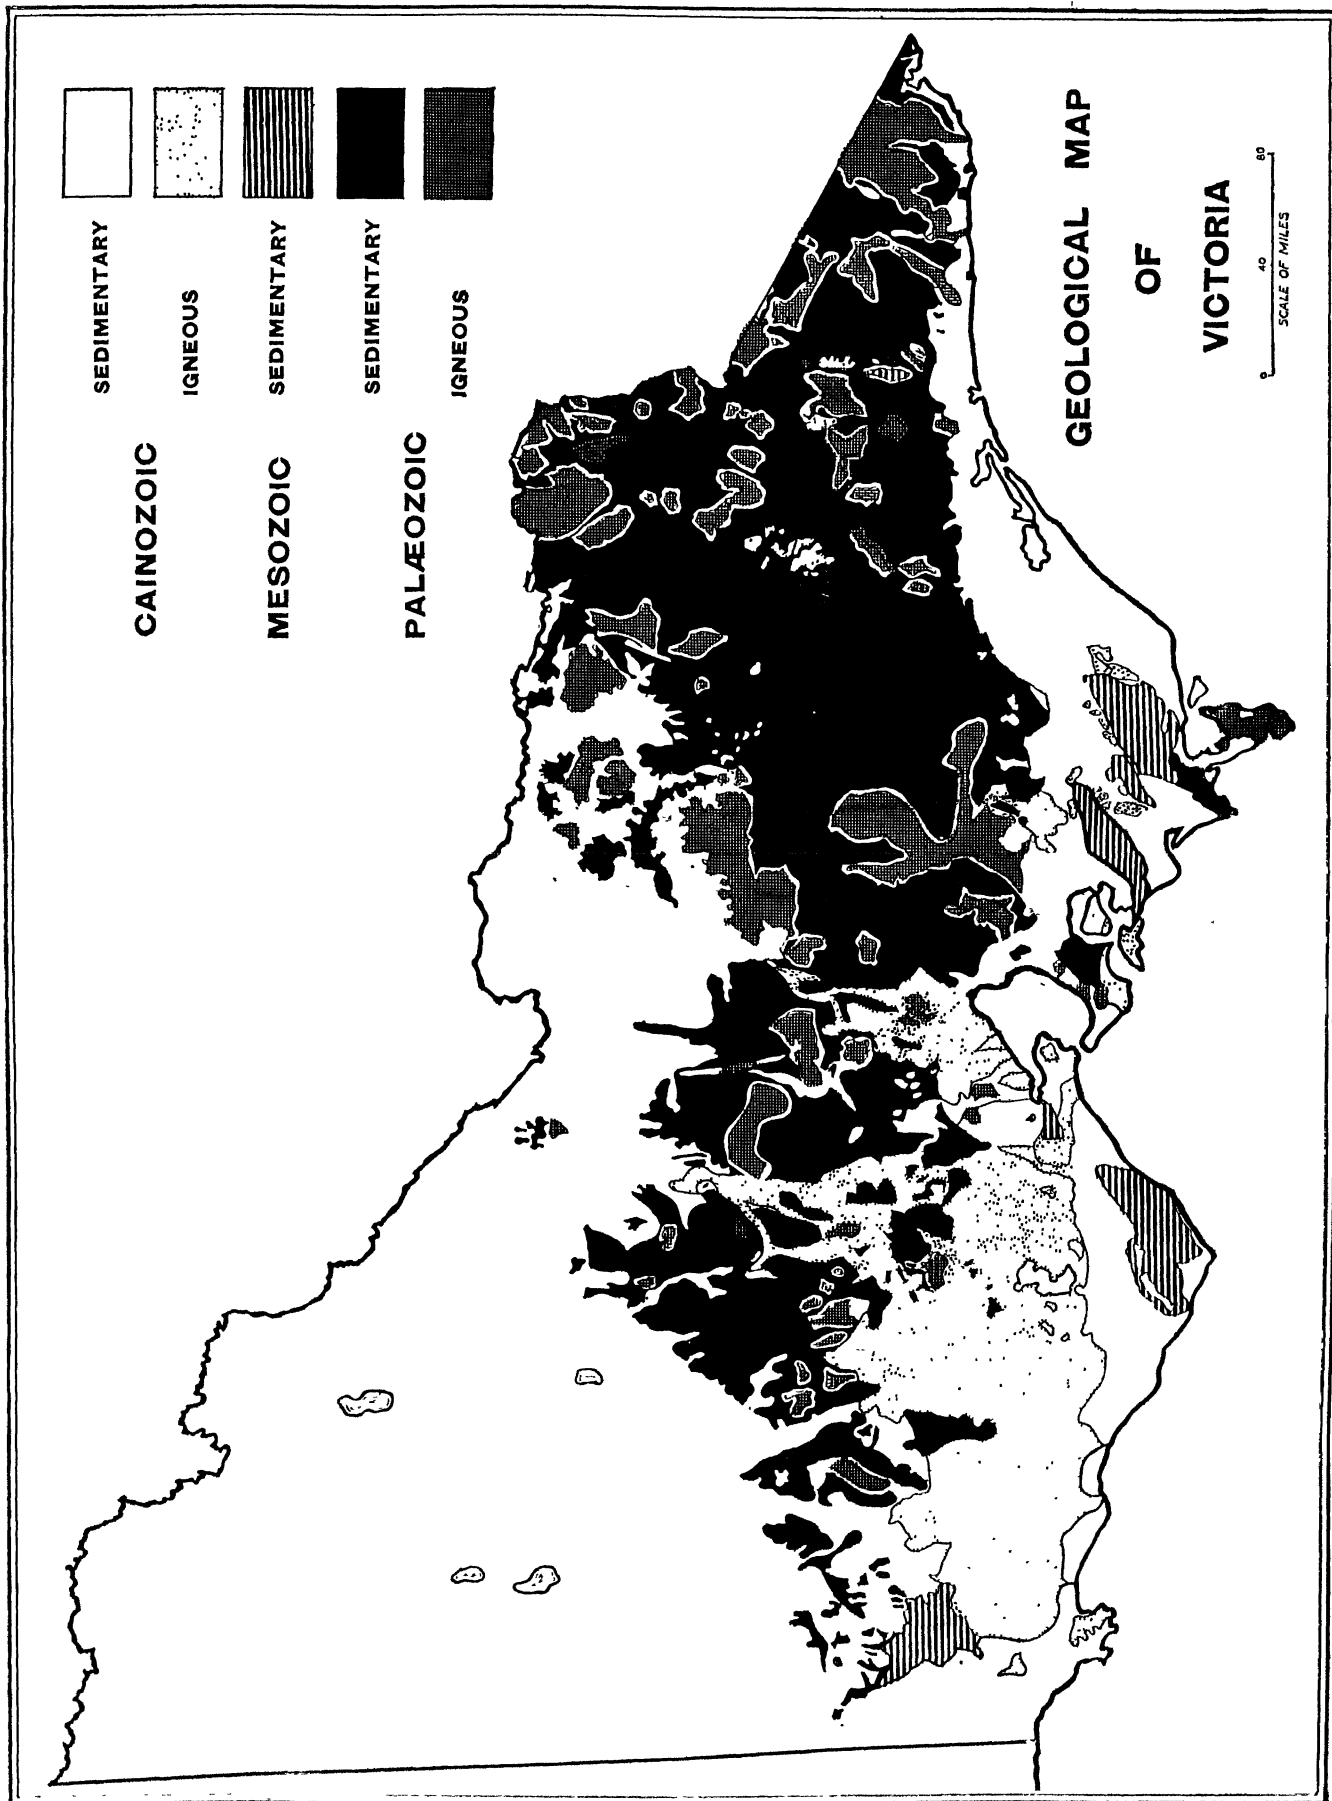 GEOLOGICAL MAP
OF
VICTORIA
0 40 80
SCALE OF MILES
CAINOZOIC
SEDIMENTARY
IGNEOUS
MESOZOIC
SEDIMENTARY
PALÆOZOIC
SEDIMENTARY
IGNEOUS